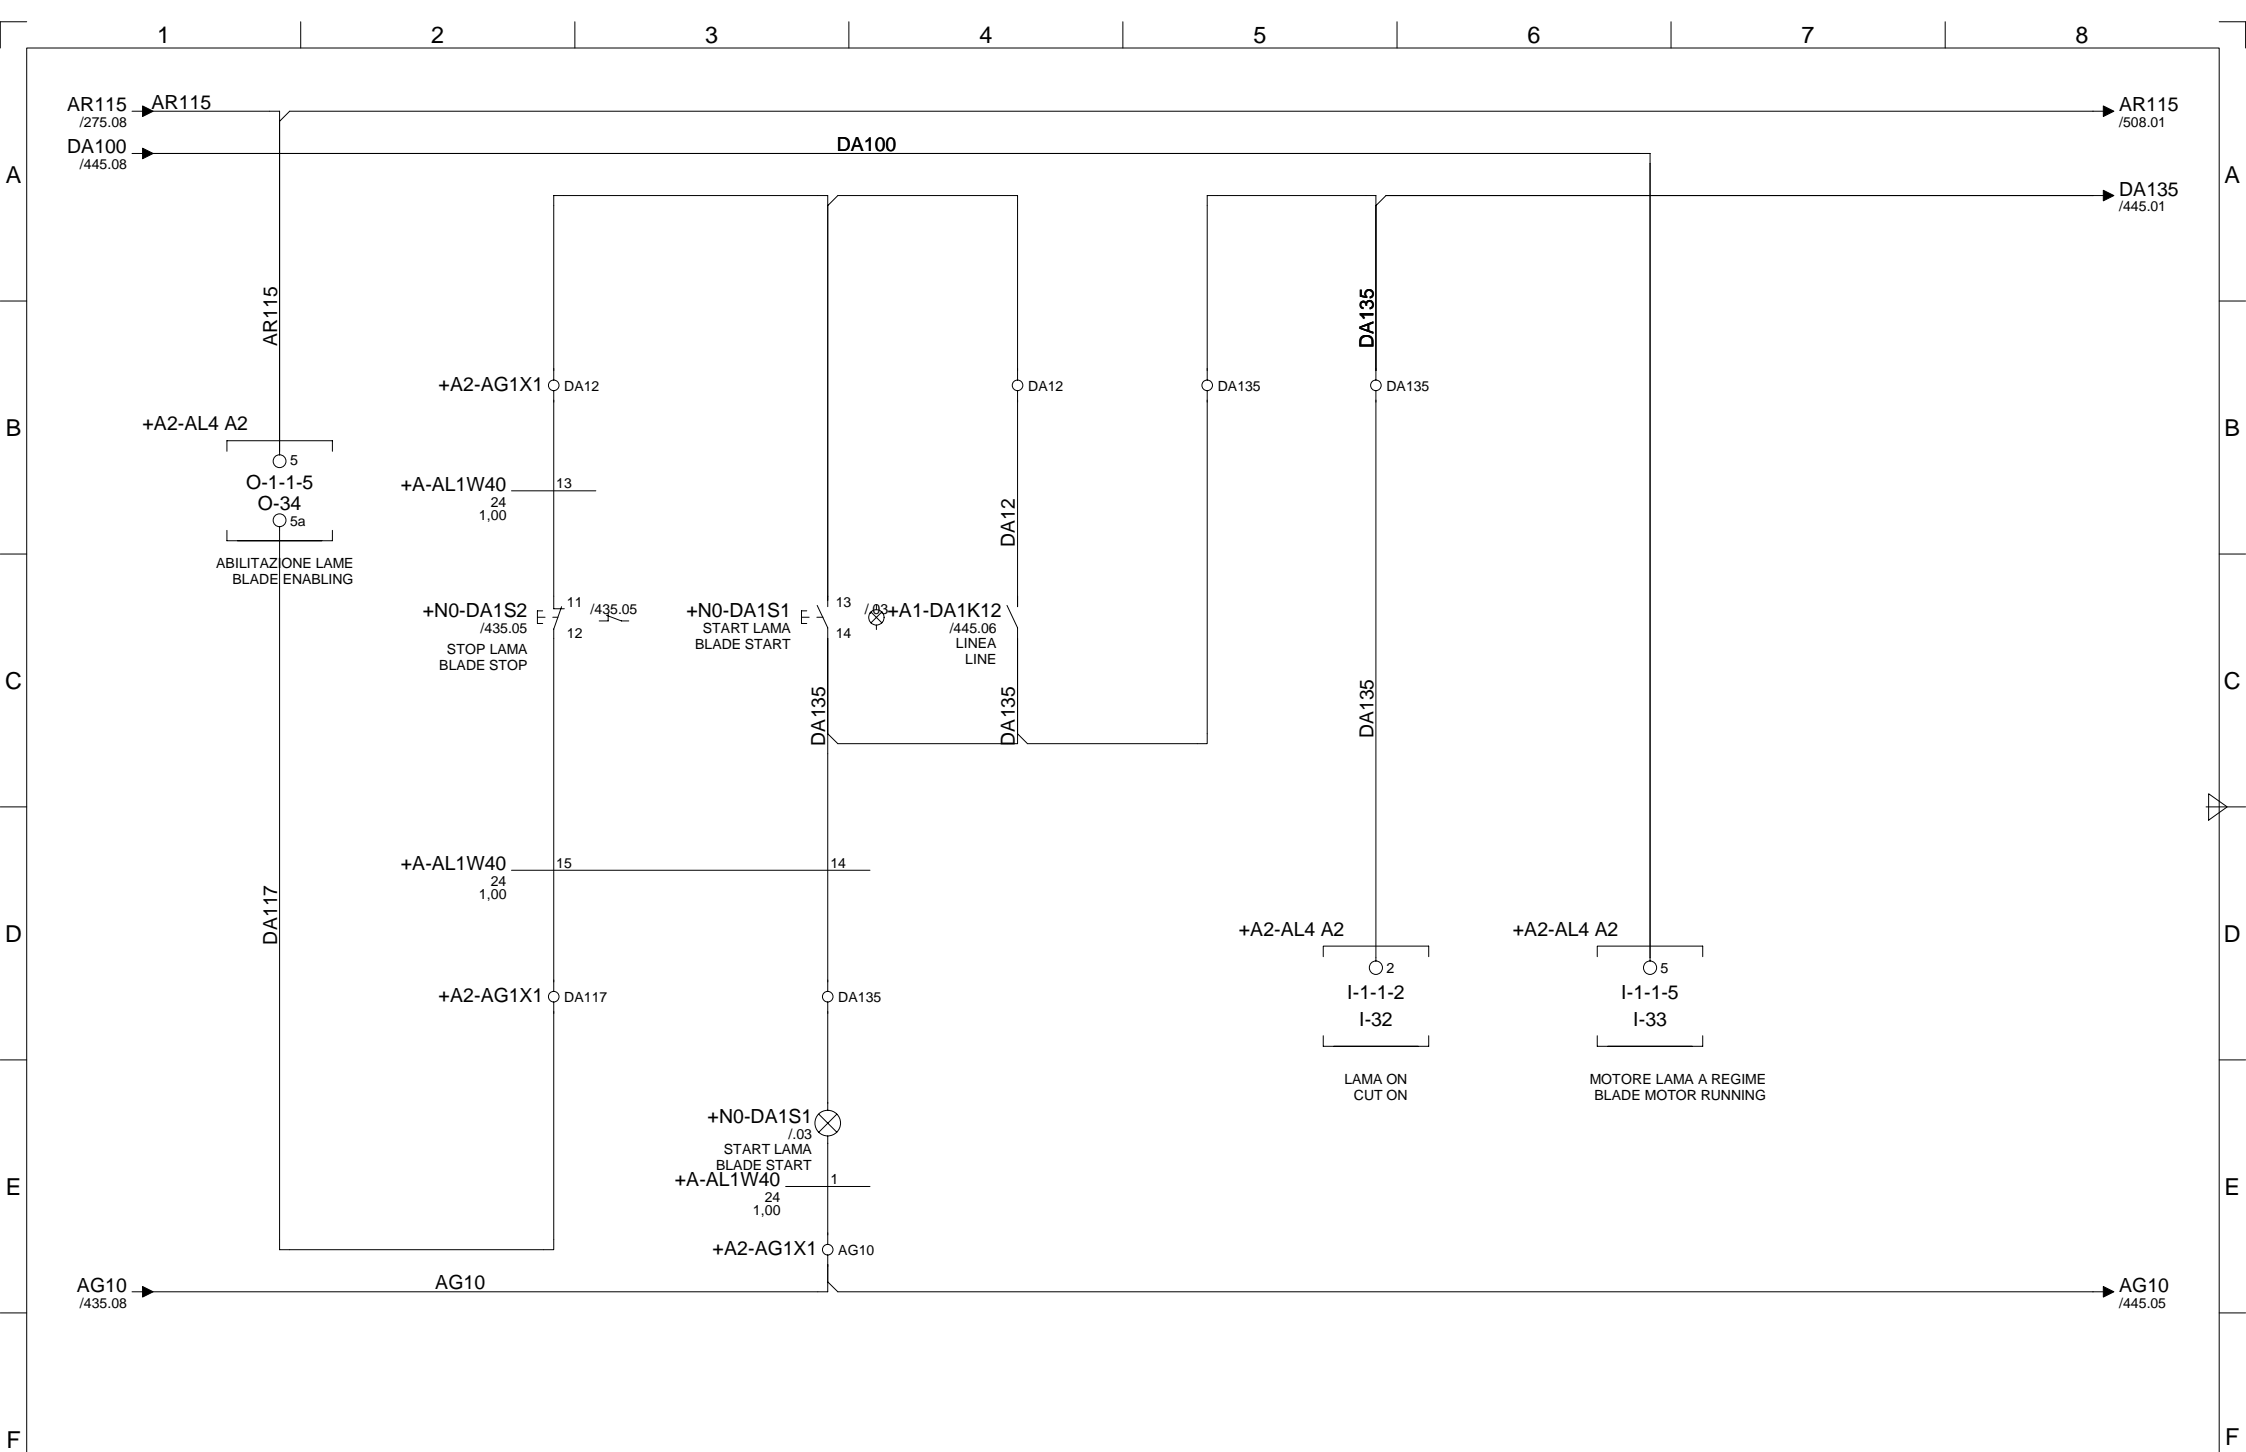 1 2 3 4 5 6 7 8
AR115 AR115 AR115
/275.08 /508.01
DA100 DA100
/445.08
A A
DA135
/445.01
AR115
DA135
+A2-AG1X1 DA12 DA12 DA135 DA135
+A2-AL4 A2
B B
5
O-1-1-5
O-34
5a
+A-AL1W40 13
24
1,00
DA12
ABILITAZIONE LAME
BLADE ENABLING
+N0-DA1S2 11 /435.05
/435.05 12
STOP LAMA
BLADE STOP
+N0-DA1S1 13 /.03
START LAMA 14
BLADE START
+A1-DA1K12
/445.06
LINEA
LINE
C C
DA135 DA135 DA135
+A-AL1W40 15 14
24
1,00
DA117
D D
+A2-AL4 A2 +A2-AL4 A2
2 5
I-1-1-2 I-1-1-5
I-32 I-33
+A2-AG1X1 DA117 DA135
LAMA ON
CUT ON
MOTORE LAMA A REGIME
BLADE MOTOR RUNNING
+N0-DA1S1
/.03
START LAMA
BLADE START
+A-AL1W40 1
24
1,00
E E
+A2-AG1X1 AG10
AG10 AG10 AG10
/435.08 /445.05
F F